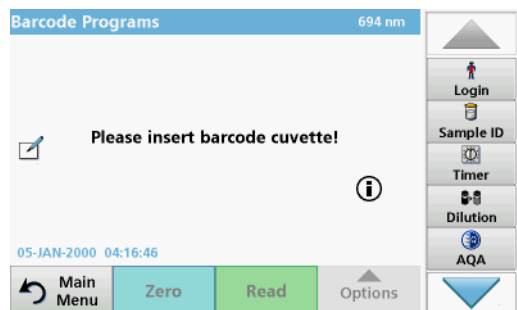 Barcode Programs
694 nm
Please insert barcode cuvette!
05-JAN-2000 04:16:46
Main
Menu
Zero
Read
Options
Login
Sample ID
Timer
Dilution
AQA